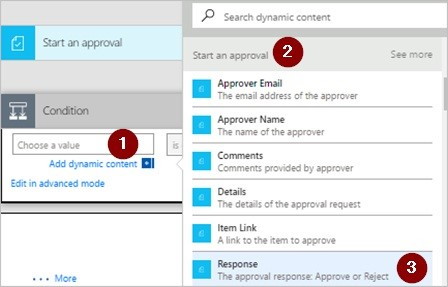 Start an approval
Condition
Choose a value
1
is
Add dynamic content
Edit in advanced mode
More
Search dynamic content
Start an approval
2
See more
Approver Email
The email address of the approver
Approver Name
The name of the approver
Comments
Comments provided by approver
Details
The details of the approval request
Item Link
A link to the item to approve
Response
The approval response: Approve or Reject
3